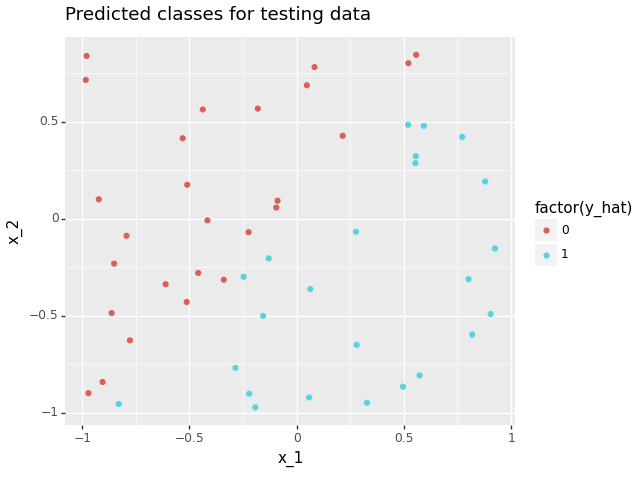 Predicted classes for testing data
x_2
0.5
0
−0.5
−1
−1
−0.5
0
0.5
1
x_1
factor(y_hat)
0
1